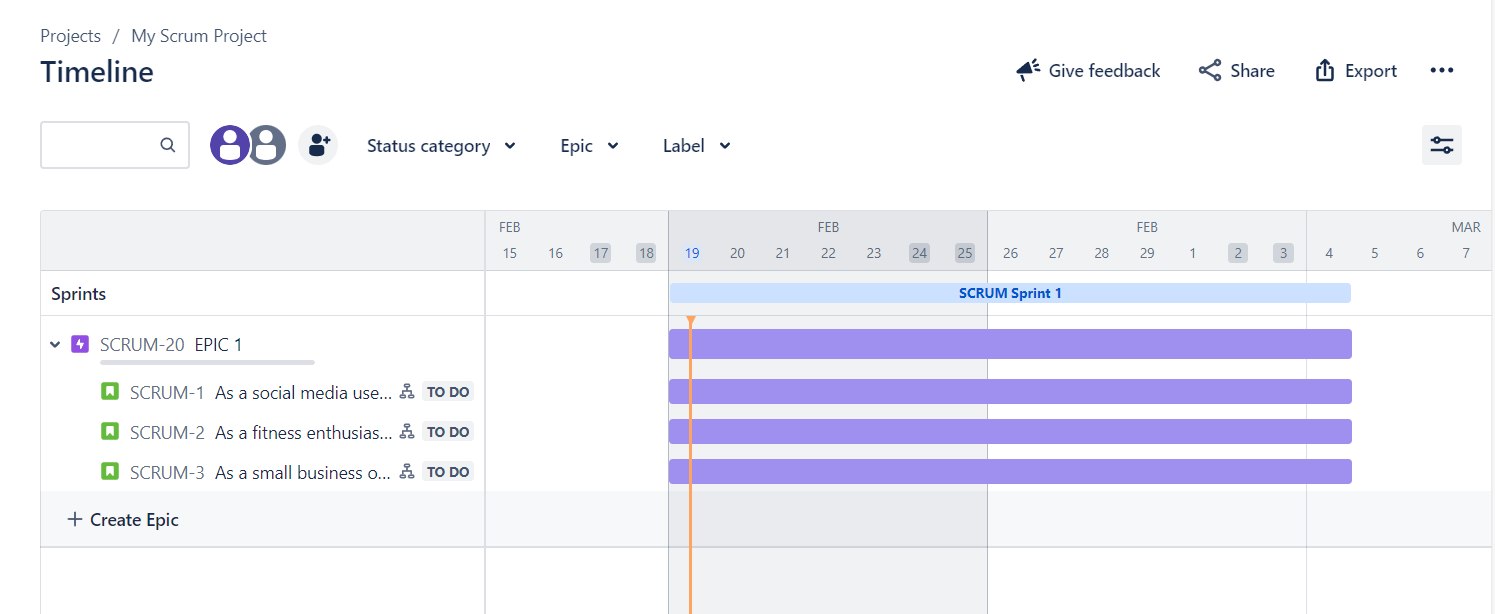 Projects / My Scrum Project
Timeline
Give feedback Share Export
Status category Epic Label
FEB FEB FEB MAR
15 16 17 18 19 20 21 22 23 24 25 26 27 28 29 1 2 3 4 5 6 7
Sprints SCRUM Sprint 1
SCRUM-20 EPIC 1
SCRUM-1 As a social media use... TO DO
SCRUM-2 As a fitness enthusias... TO DO
SCRUM-3 As a small business o... TO DO
+ Create Epic